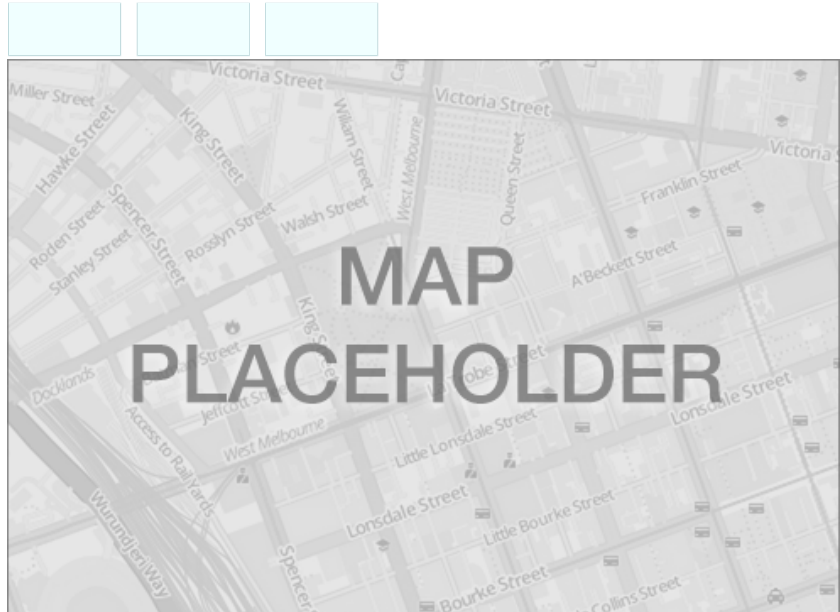 Victoria Street
Miller Street
Victoria Street
King Street
William Street
Hawke Street
West Melbourne
Queen Street
Victoria
Franklin Street
Spencer Street
Roden Street
Rosslyn Street
Walsh Street
Stanley Street
MAP
A'Beckett Street
King
Street
PLACEHOLDER
Docklands
Jeffcott Street
Lonsdale Street
Access to Rail Yards
West Melbourne
Little Lonsdale Street
Lonsdale Street
Wurundjeri Way
Little Bourke Street
Spencer
Bourke Street
Collins Street